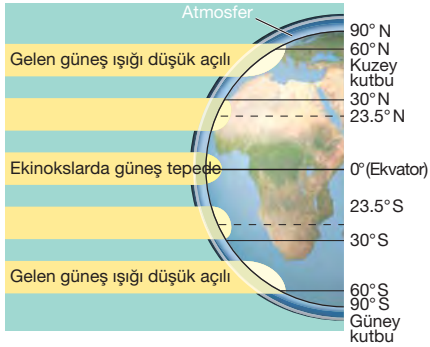 Atmosfer
90° N
60° N
Kuzey
kutbu
Gelen güneş ışığı düşük açılı
30° N
23.5° N
Ekinokslarda güneş tepede
0° (Ekvator)
23.5° S
30° S
Gelen güneş ışığı düşük açılı
60° S
90° S
Güney
kutbu